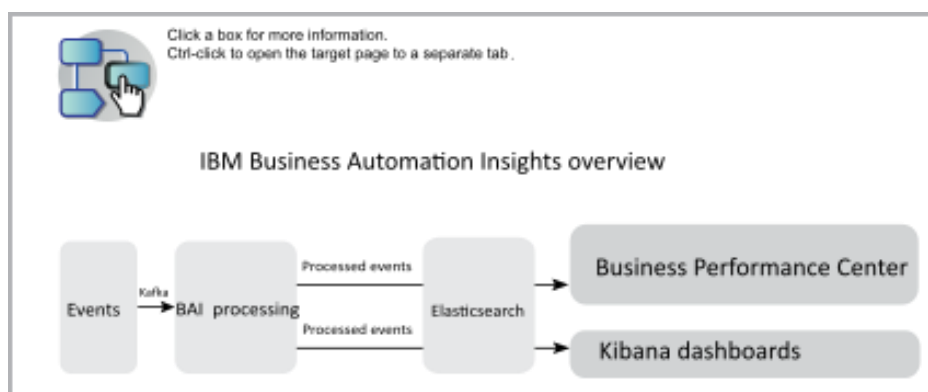 Click a box for more information.
Ctrl-click to open the target page to a separate tab.
IBM Business Automation Insights overview
Events
Kafka
BAI processing
Processed events
Processed events
Elasticsearch
Business Performance Center
Kibana dashboards